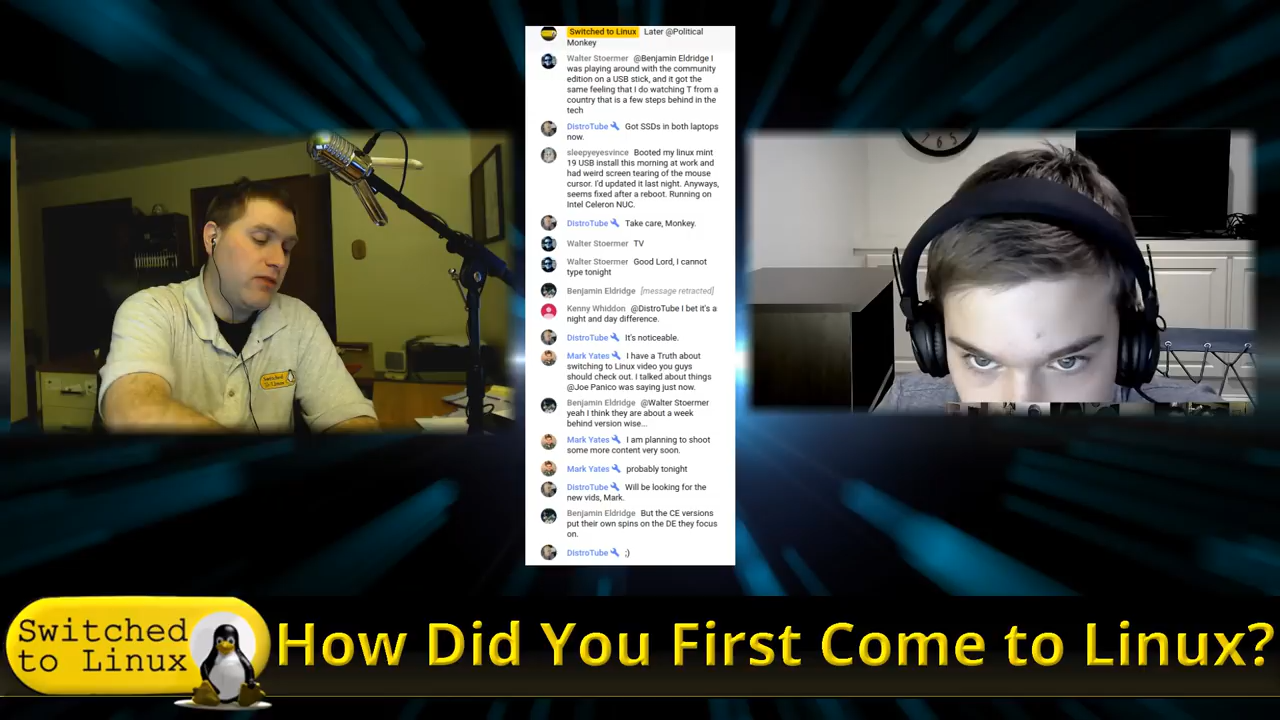 Switched to Linux Later @Political
Monkey
Walter Stoermer @Benjamin Eldridge I
was playing around with the community
edition on a USB stick, and it got the
same feeling that I do watching T from a
country that is a few steps behind in the
tech
DistroTube Got SSDs in both laptops
now.
sleepyeyesvince Booted my linux mint
19 USB install this morning at work and
had weird screen tearing of the mouse
cursor. I'd updated it last night. Anyways,
seems fixed after a reboot. Running on
Intel Celeron NUC.
DistroTube Take care, Monkey.
Walter Stoermer TV
Walter Stoermer Good Lord, I cannot
type tonight
Benjamin Eldridge [message retracted]
Kenny Whiddon @DistroTube I bet it's a
night and day difference.
DistroTube It's noticeable.
Mark Yates I have a Truth about
switching to Linux video you guys
should check out. I talked about things
@Joe Panico was saying just now.
Benjamin Eldridge @Walter Stoermer
yeah I think they are about a week
behind version wise...
Mark Yates I am planning to shoot
some more content very soon.
Mark Yates probably tonight
DistroTube Will be looking for the
new vids, Mark.
Benjamin Eldridge But the CE versions
put their own spins on the DE they focus
on.
DistroTube ;)
7 6 5
Switched
to Linux
How Did You First Come to Linux?